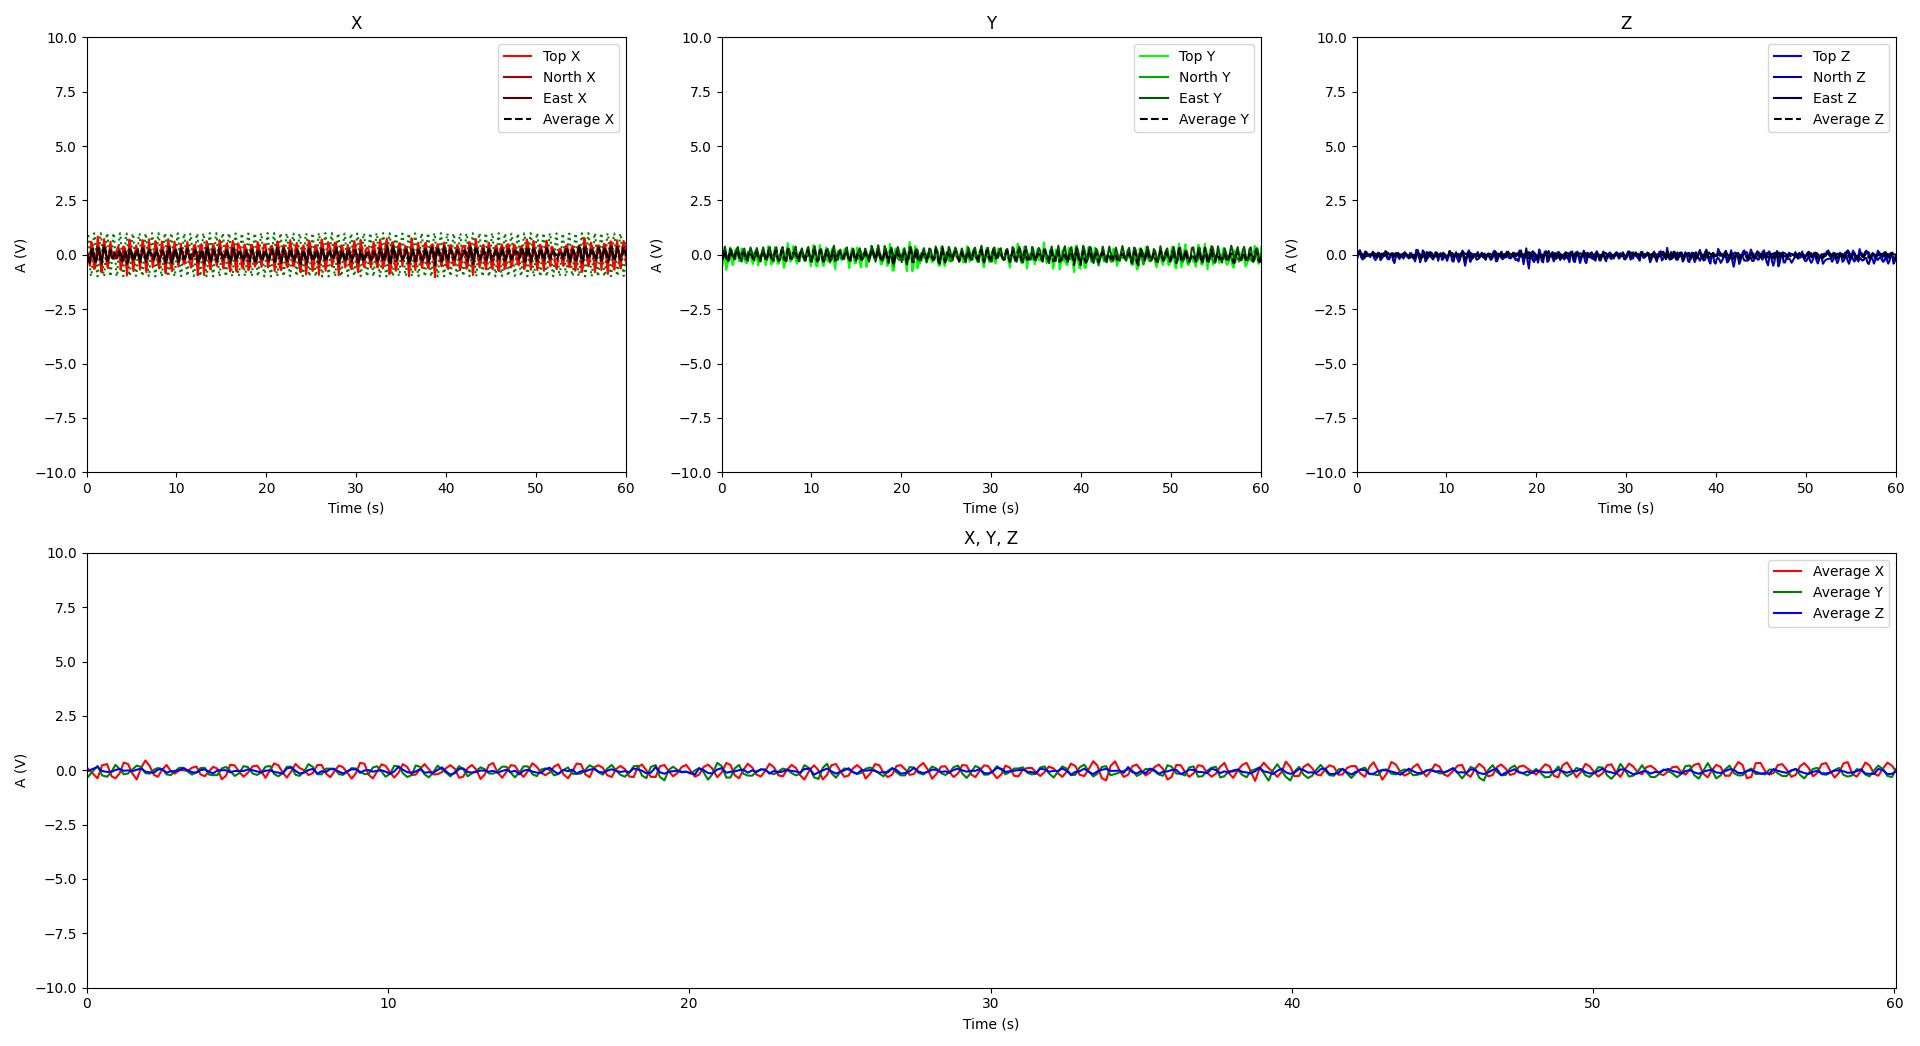 X
10.0
7.5
5.0
2.5
0.0
−2.5
−5.0
−7.5
−10.0
A (V)
0 10 20 30 40 50 60
Time (s)
Top X
North X
East X
Average X
Y
10.0
7.5
5.0
2.5
0.0
−2.5
−5.0
−7.5
−10.0
A (V)
0 10 20 30 40 50 60
Time (s)
Top Y
North Y
East Y
Average Y
Z
10.0
7.5
5.0
2.5
0.0
−2.5
−5.0
−7.5
−10.0
A (V)
0 10 20 30 40 50 60
Time (s)
Top Z
North Z
East Z
Average Z
X, Y, Z
10.0
7.5
5.0
2.5
0.0
−2.5
−5.0
−7.5
−10.0
A (V)
0 10 20 30 40 50 60
Time (s)
Average X
Average Y
Average Z